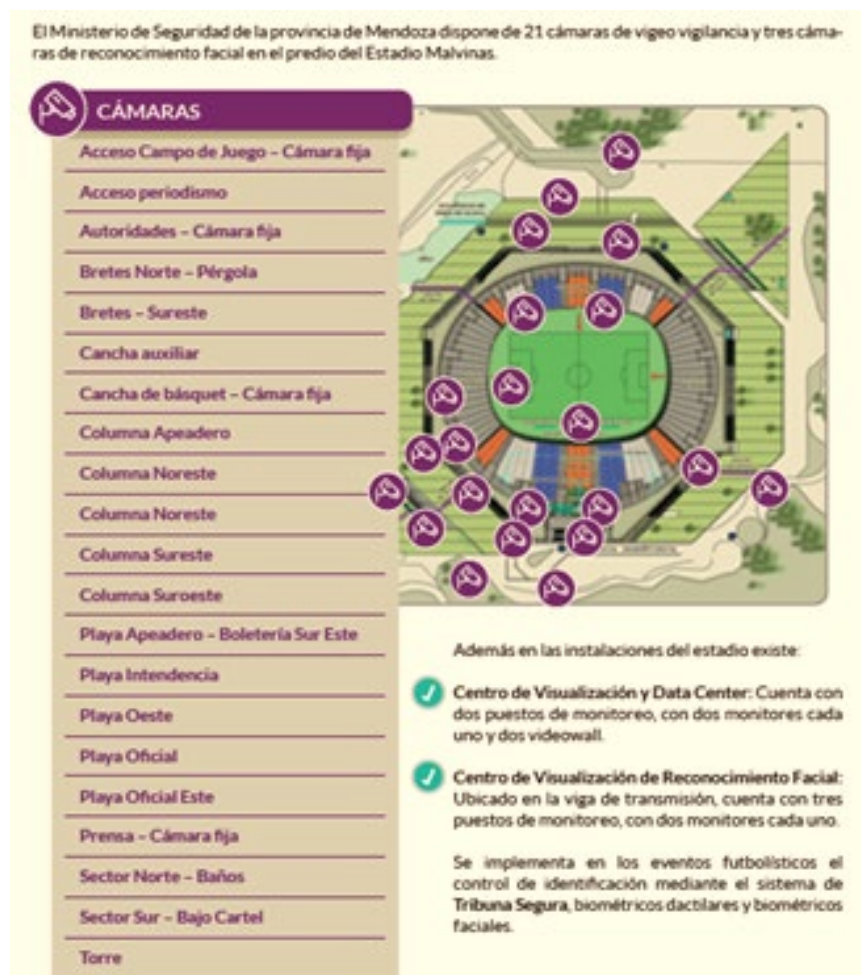 El Ministerio de Seguridad de la provincia de Mendoza dispone de 21 cámaras de vigeo vigilancia y tres cáma-
ras de reconocimiento facial en el predio del Estadio Malvinas.
CÁMARAS
Acceso Campo de Juego – Cámara fija
Acceso periodismo
Autoridades – Cámara fija
Bretes Norte – Pérgola
Bretes – Sureste
Cancha auxiliar
Cancha de básquet – Cámara fija
Columna Apeadero
Columna Noreste
Columna Noreste
Columna Sureste
Columna Suroeste
Playa Apeadero – Boletería Sur Este
Playa Intendencia
Playa Oeste
Playa Oficial
Playa Oficial Este
Prensa – Cámara fija
Sector Norte – Baños
Sector Sur – Bajo Cartel
Torre
Además en las instalaciones del estadio existe:
Centro de Visualización y Data Center: Cuenta con
dos puestos de monitoreo, con dos monitores cada
uno y dos videowall.
Centro de Visualización de Reconocimiento Facial:
Ubicado en la viga de transmisión, cuenta con tres
puestos de monitoreo, con dos monitores cada uno.
Se implementa en los eventos futbolísticos el
control de identificación mediante el sistema de
Tribuna Segura, biométricos dactilares y biométricos
faciales.